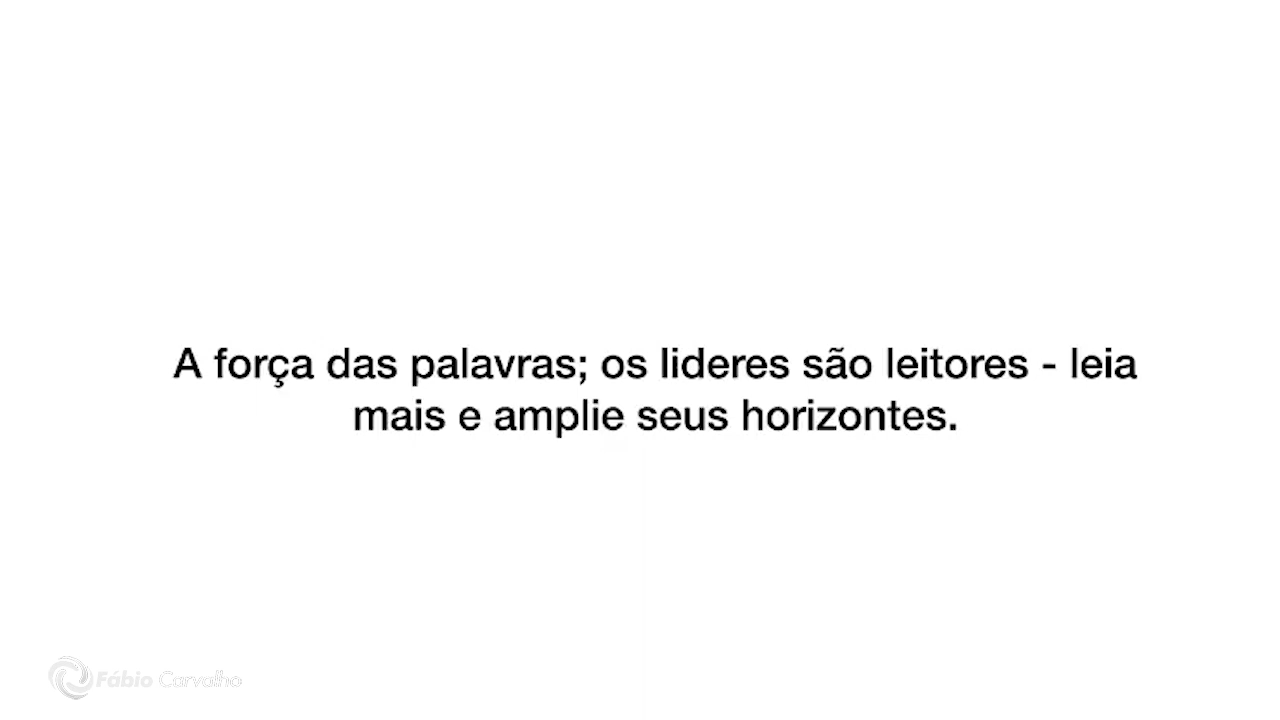 A força das palavras; os lideres são leitores - leia
mais e amplie seus horizontes.
Fábio Carvalho